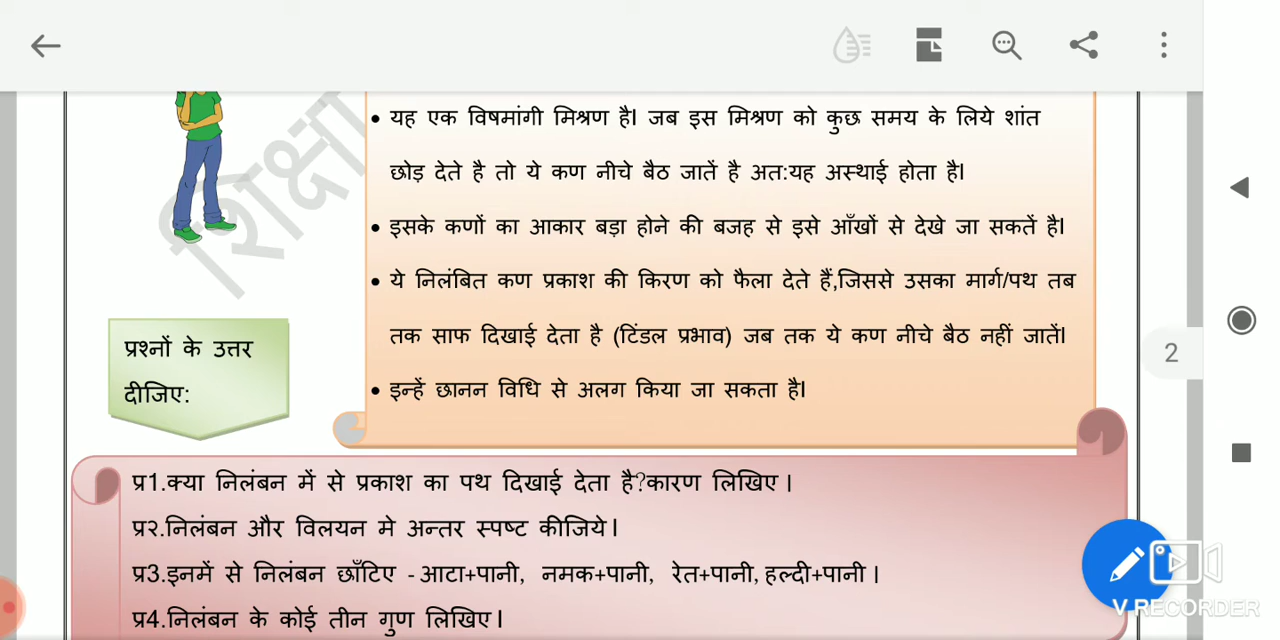 यह एक विषमांगी मिश्रण है। जब इस मिश्रण को कुछ समय के लिये शांत
छोड़ देते है तो ये कण नीचे बैठ जातें है अत:यह अस्थाई होता है।
इसके कणों का आकार बड़ा होने की बजह से इसे आँखों से देखे जा सकतें है।
ये निलंबित कण प्रकाश की किरण को फैला देते हैं,जिससे उसका मार्ग/पथ तब
तक साफ दिखाई देता है (टिंडल प्रभाव) जब तक ये कण नीचे बैठ नहीं जातें।
इन्हें छानन विधि से अलग किया जा सकता है।
शिक्षा
प्रश्नों के उत्तर
दीजिए:
2
प्र1.क्या निलंबन में से प्रकाश का पथ दिखाई देता है?कारण लिखिए ।
प्र२.निलंबन और विलयन मे अन्तर स्पष्ट कीजिये।
प्र3.इनमें से निलंबन छाँटिए - आटा+पानी, नमक+पानी, रेत+पानी, हल्दी+पानी ।
प्र4.निलंबन के कोई तीन गुण लिखिए।
V RECORDER